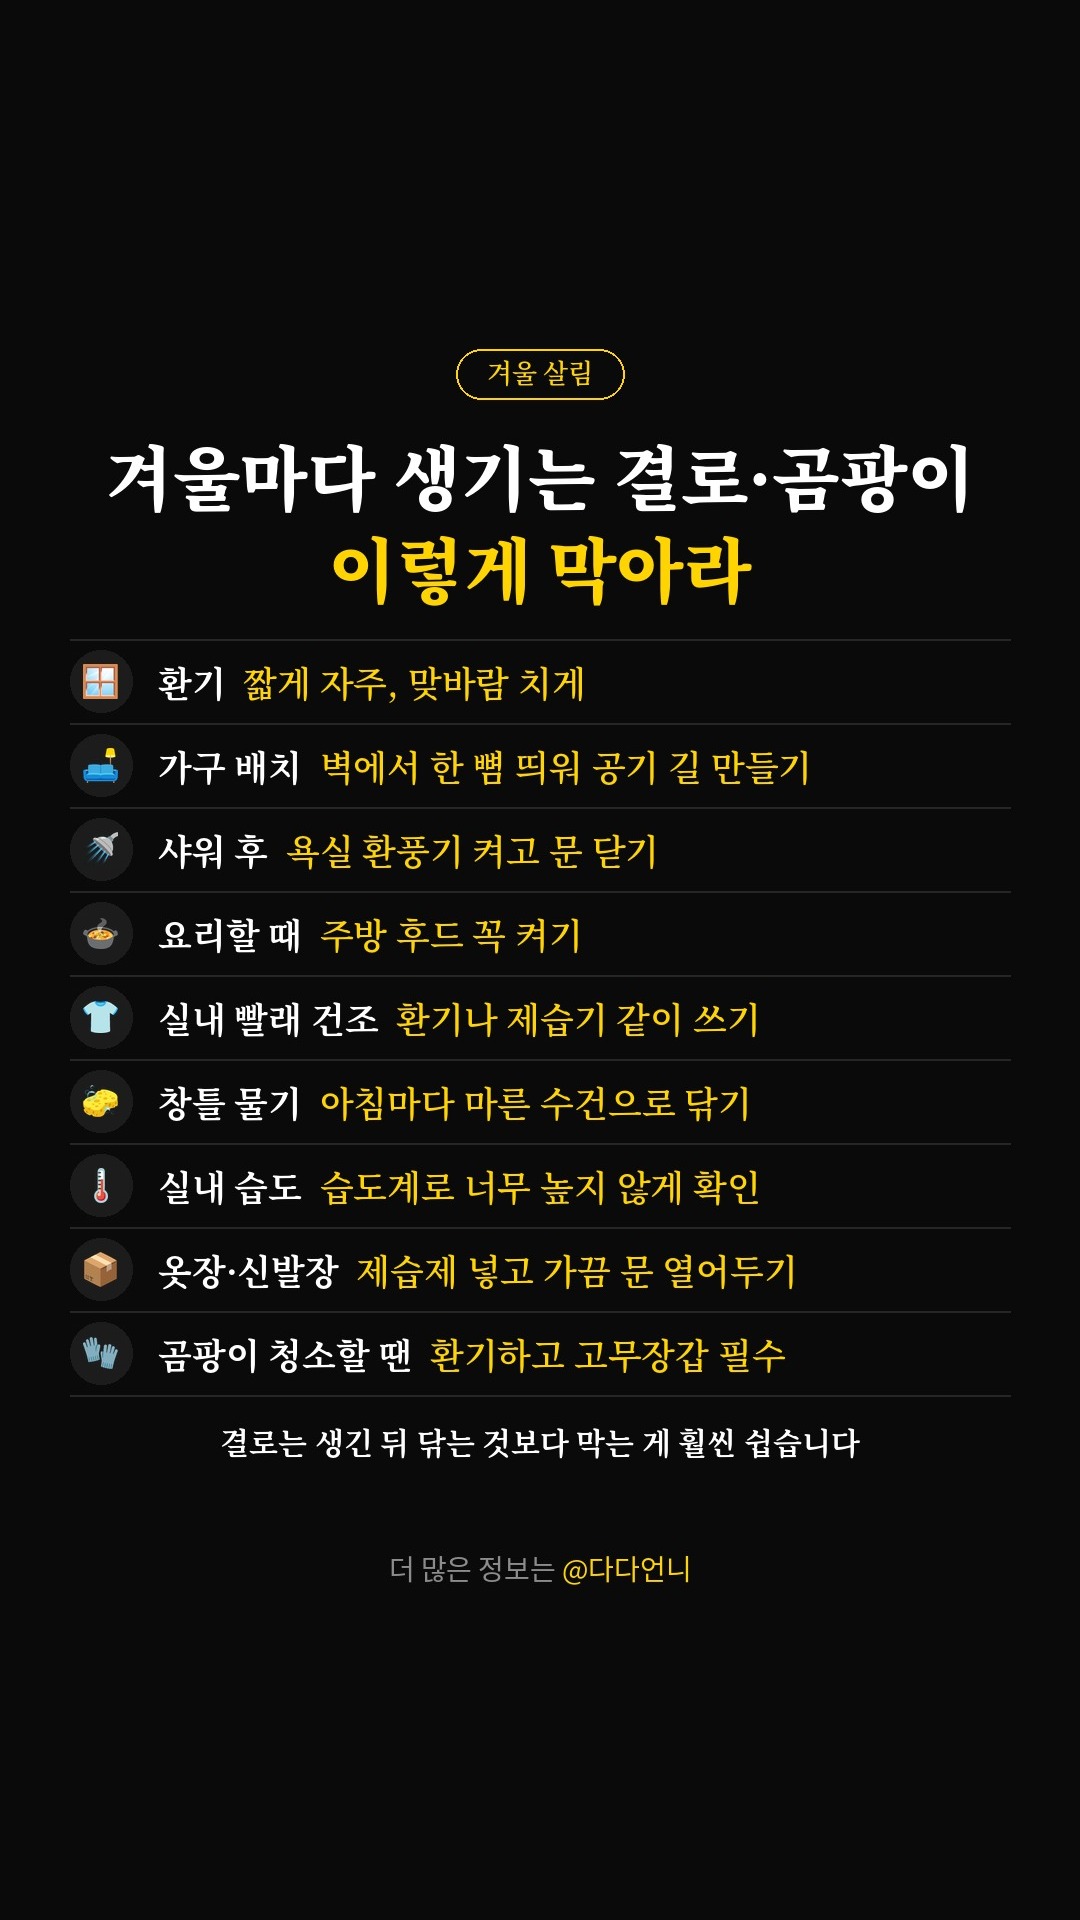 겨울 살림
겨울마다 생기는 결로·곰팡이
이렇게 막아라
환기 짧게 자주, 맞바람 치게
가구 배치 벽에서 한 뼘 띄워 공기 길 만들기
샤워 후 욕실 환풍기 켜고 문 닫기
요리할 때 주방 후드 꼭 켜기
실내 빨래 건조 환기나 제습기 같이 쓰기
창틀 물기 아침마다 마른 수건으로 닦기
실내 습도 습도계로 너무 높지 않게 확인
옷장·신발장 제습제 넣고 가끔 문 열어두기
곰팡이 청소할 땐 환기하고 고무장갑 필수
결로는 생긴 뒤 닦는 것보다 막는 게 훨씬 쉽습니다
더 많은 정보는 @다다언니